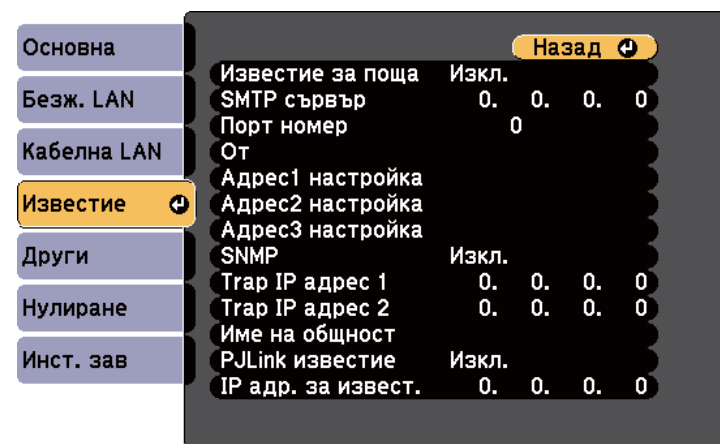 Основна
Безж. LAN
Кабелна LAN
Известие
Други
Нулиране
Инст. зав
Назад
Известие за поща Изкл.
SMTP сървър 0. 0. 0. 0
Порт номер 0
От
Адрес1 настройка
Адрес2 настройка
Адрес3 настройка
SNMP Изкл.
Trap IP адрес 1 0. 0. 0. 0
Trap IP адрес 2 0. 0. 0. 0
Име на общност
PJLink известие Изкл.
IP адр. за извест. 0. 0. 0. 0